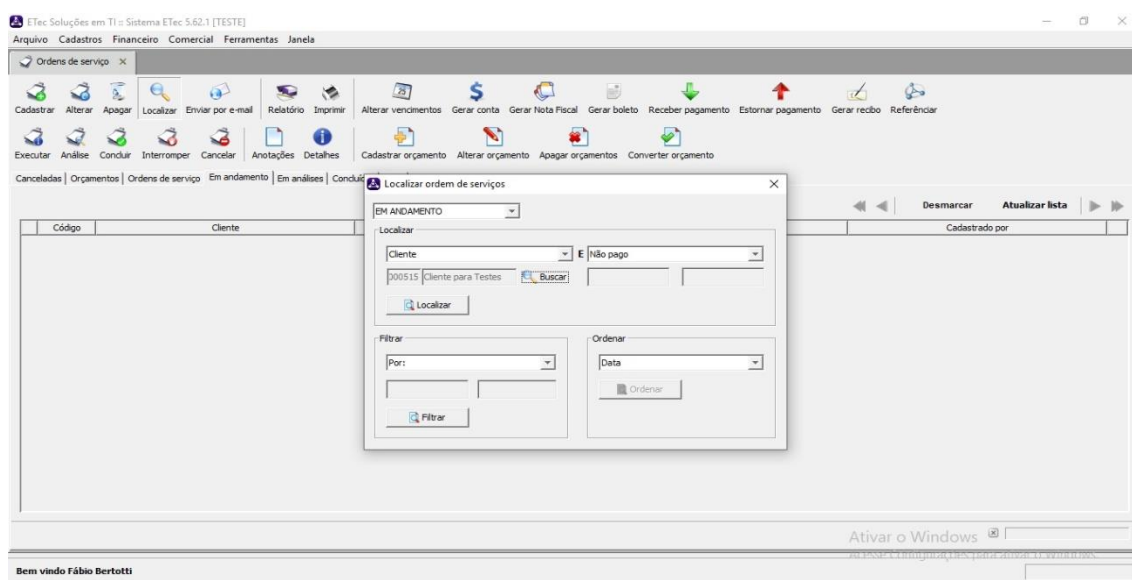 ETec Soluções em TI :: Sistema ETec 5.62.1 [TESTE]
Arquivo Cadastros Financeiro Comercial Ferramentas Janela
Ordens de serviço
Cadastrar Alterar Apagar Localizar Enviar por e-mail Relatório Imprimir Alterar vencimentos Gerar conta Gerar Nota Fiscal Gerar boleto Receber pagamento Estornar pagamento Gerar recibo Referênciar
Executar Análise Concluir Interromper Cancelar Anotações Detalhes Cadastrar orçamento Alterar orçamento Apagar orçamentos Converter orçamento
Canceladas Orçamentos Ordens de serviço Em andamento Em análises
Localizar ordem de serviços
Desmarcar Atualizar lista
EM ANDAMENTO
Código Cliente Cadastrado por
Localizar
Cliente E Não pago
000515 Cliente para Testes Buscar
Localizar
Filtrar Ordenar
Por: Data
Ordenar
Filtrar
Ativar o Windows
Acesse Configurações para ativar o Windows.
Bem vindo Fábio Bertotti